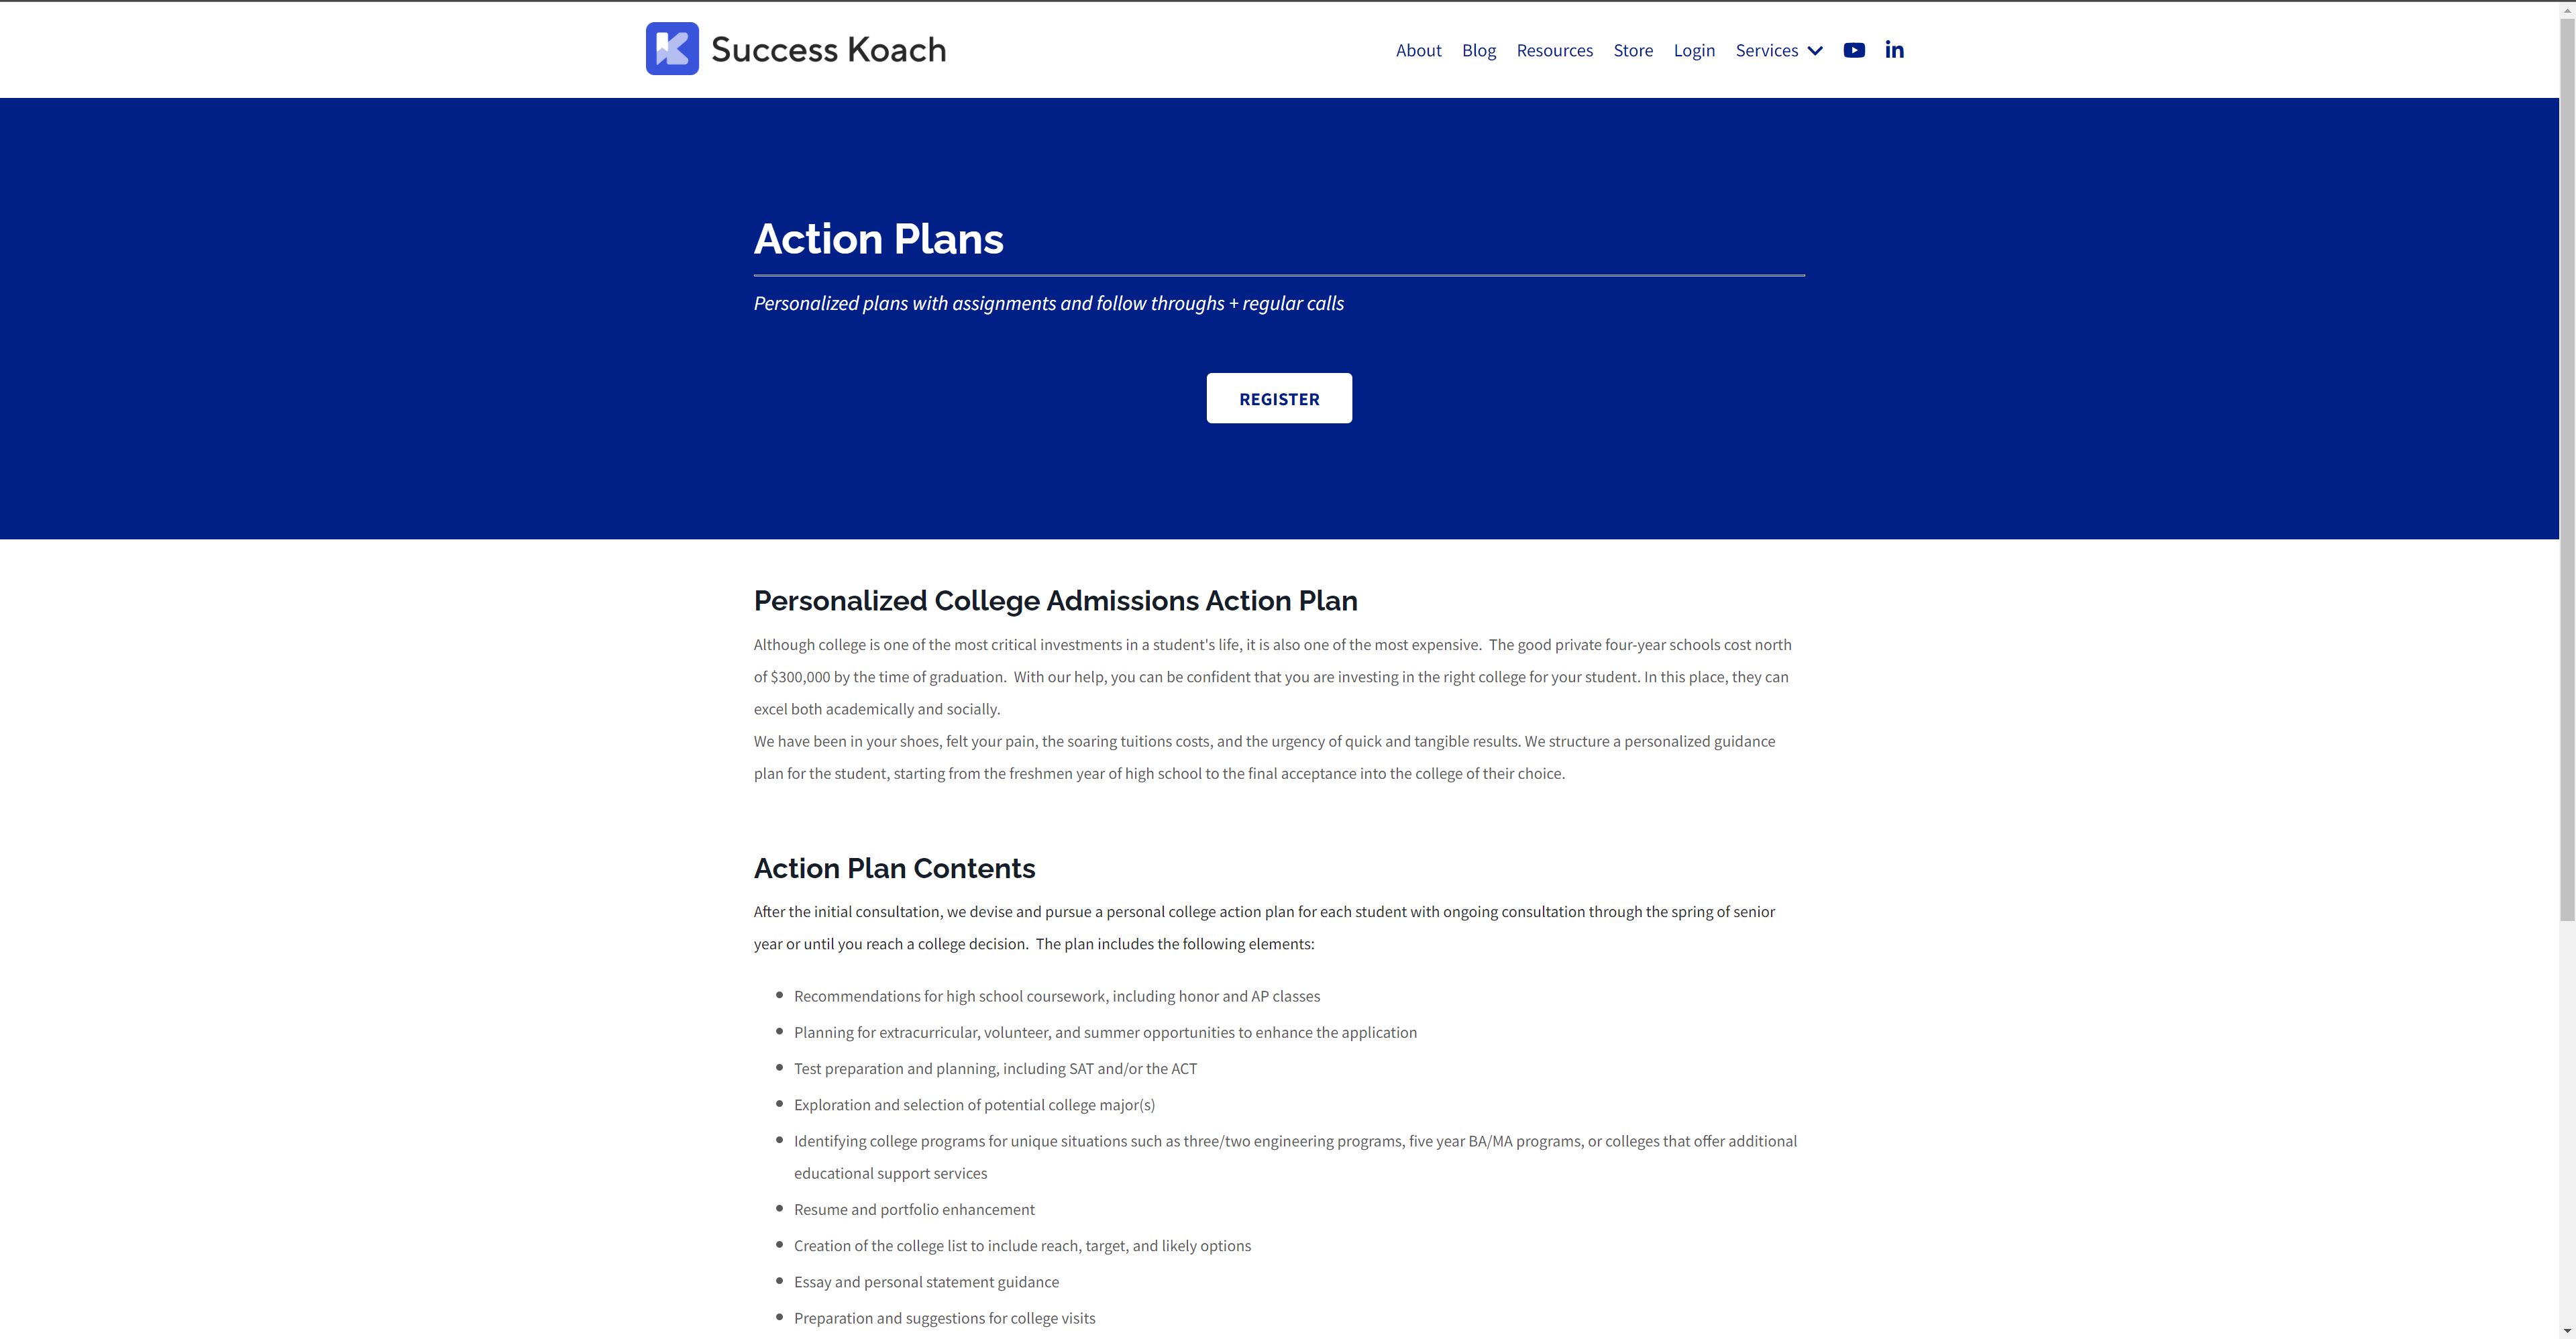 Success Koach
About Blog Resources Store Login Services
Action Plans
Personalized plans with assignments and follow throughs + regular calls
REGISTER
Personalized College Admissions Action Plan
Although college is one of the most critical investments in a student's life, it is also one of the most expensive.  The good private four-year schools cost north
of $300,000 by the time of graduation.  With our help, you can be confident that you are investing in the right college for your student. In this place, they can
excel both academically and socially.
We have been in your shoes, felt your pain, the soaring tuitions costs, and the urgency of quick and tangible results. We structure a personalized guidance
plan for the student, starting from the freshmen year of high school to the final acceptance into the college of their choice.
Action Plan Contents
After the initial consultation, we devise and pursue a personal college action plan for each student with ongoing consultation through the spring of senior
year or until you reach a college decision.  The plan includes the following elements:
Recommendations for high school coursework, including honor and AP classes
Planning for extracurricular, volunteer, and summer opportunities to enhance the application
Test preparation and planning, including SAT and/or the ACT
Exploration and selection of potential college major(s)
Identifying college programs for unique situations such as three/two engineering programs, five year BA/MA programs, or colleges that offer additional
educational support services
Resume and portfolio enhancement
Creation of the college list to include reach, target, and likely options
Essay and personal statement guidance
Preparation and suggestions for college visits